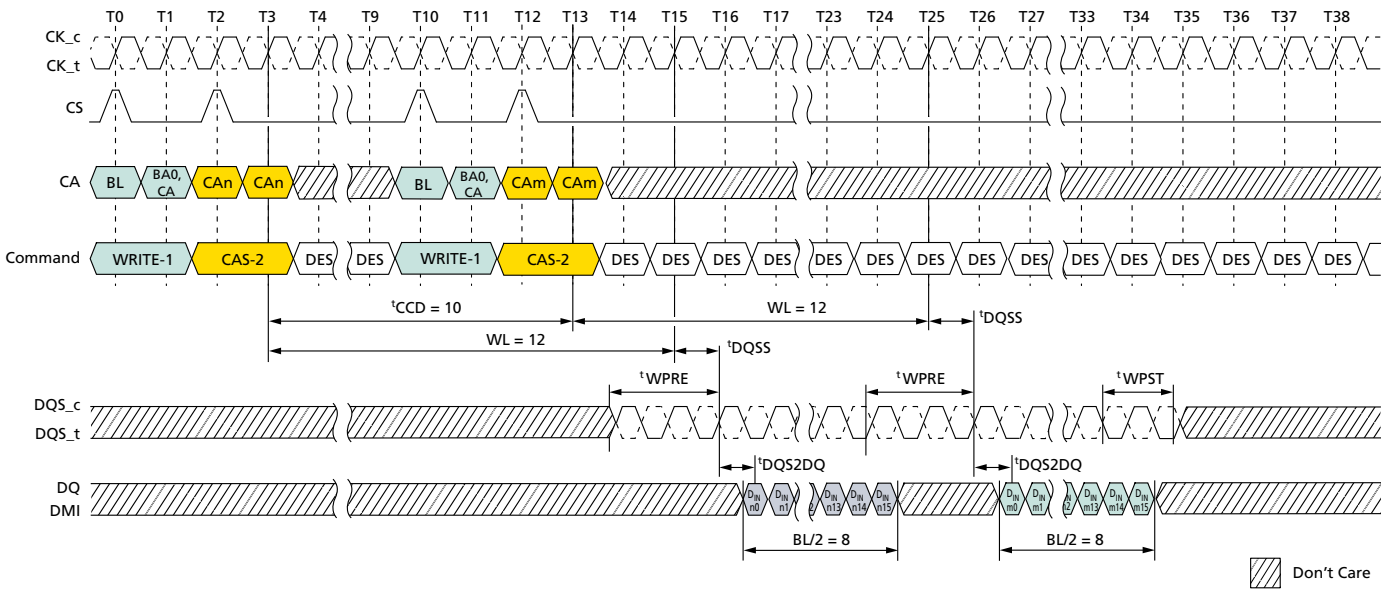 T0 T1 T2 T3 T4 T9 T10 T11 T12 T13 T14 T15 T16 T17 T23 T24 T25 T26 T27 T33 T34 T35 T36 T37 T38
CK_c
CK_t
CS
CA BL BA0, CA CAn CAn BL BA0, CA CAm CAm
Command WRITE-1 CAS-2 DES DES WRITE-1 CAS-2 DES DES DES DES DES DES DES DES DES DES DES DES DES DES DES
tCCD = 10 WL = 12 tDQSS
WL = 12 tDQSS
tWPRE tWPRE tWPST
DQS_c
DQS_t
tDQS2DQ tDQS2DQ
DQ
DMI
DIN n0 DIN n1 DIN n13 DIN n14 DIN n15 DIN m0 DIN m1 DIN m13 DIN m14 DIN m15
BL/2 = 8 BL/2 = 8
Don't Care